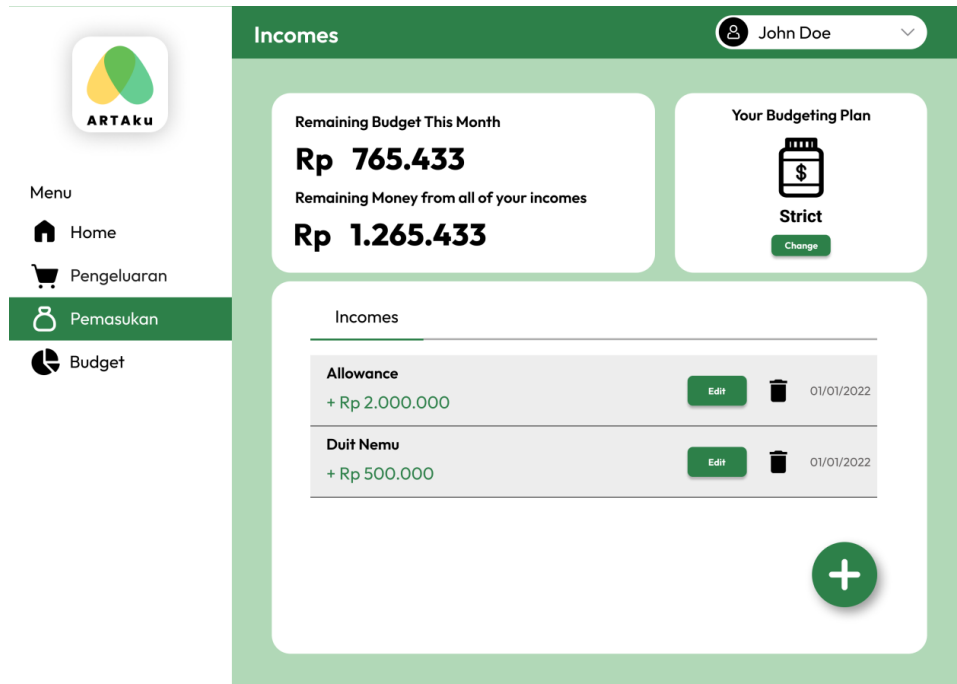 ARTAku
Menu
Home
Pengeluaran
Pemasukan
Budget
Incomes
John Doe
Remaining Budget This Month
Rp 765.433
Remaining Money from all of your incomes
Rp 1.265.433
Your Budgeting Plan
$
Strict
Change
Incomes
Allowance
+ Rp 2.000.000
Edit
01/01/2022
Duit Nemu
+ Rp 500.000
Edit
01/01/2022